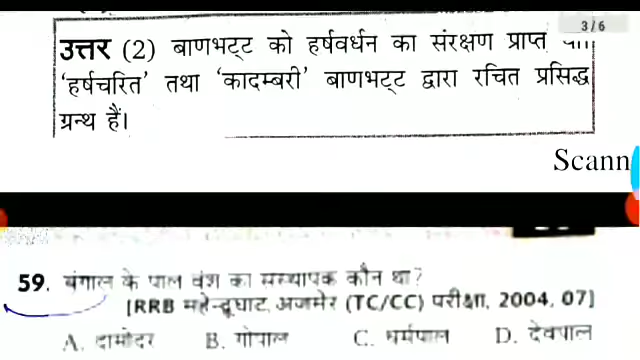 3/6
उत्तर (2) बाणभट्ट को हर्षवर्धन का संरक्षण प्राप्त
'हर्षचरित' तथा 'कादम्बरी' बाणभट्ट द्वारा रचित प्रसिद्ध
ग्रन्थ हैं।
Scann
59. बंगाल के पाल वंश का संस्थापक कौन था?
[RRB महेन्द्रूघाट, अजमेर (TC/CC) परीक्षा, 2004, 07]
A. दामोदर B. गोपाल C. धर्मपाल D. देवपाल